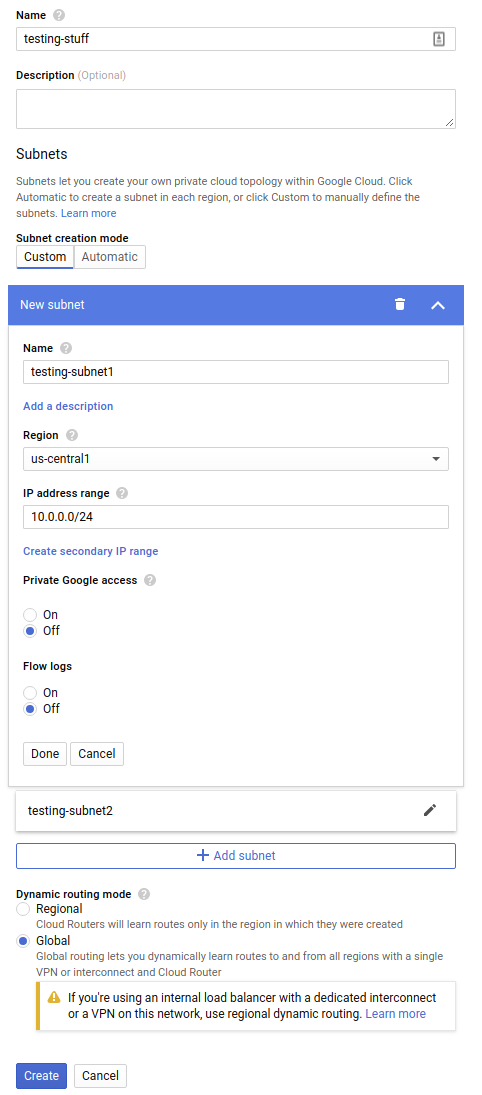 Name
testing-stuff
Description (Optional)
Subnets
Subnets let you create your own private cloud topology within Google Cloud. Click
Automatic to create a subnet in each region, or click Custom to manually define the
subnets. Learn more
Subnet creation mode
Custom Automatic
New subnet
Name
testing-subnet1
Add a description
Region
us-central1
IP address range
10.0.0.0/24
Create secondary IP range
Private Google access
On
Off
Flow logs
On
Off
Done Cancel
testing-subnet2
Add subnet
Dynamic routing mode
Regional
Cloud Routers will learn routes only in the region in which they were created
Global
Global routing lets you dynamically learn routes to and from all regions with a single
VPN or interconnect and Cloud Router
If you're using an internal load balancer with a dedicated interconnect
or a VPN on this network, use regional dynamic routing. Learn more
Create Cancel